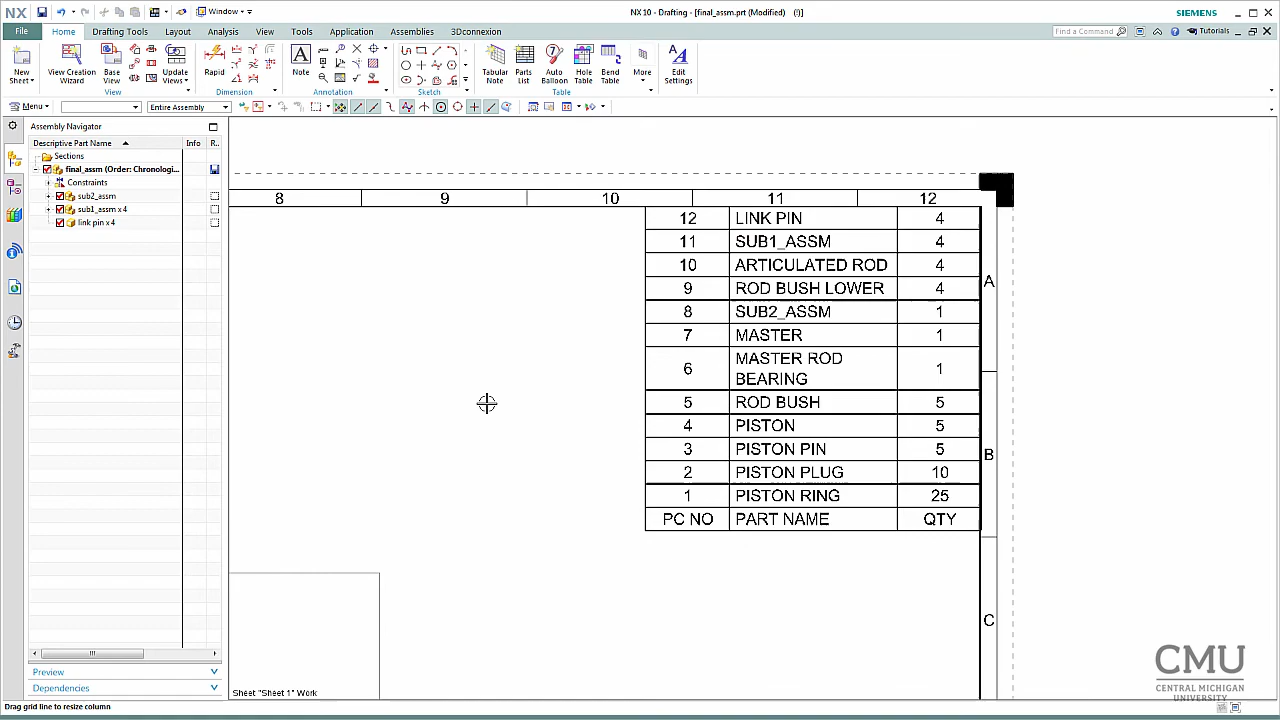 NX
Window
NX 10 - Drafting - [final_assm.prt (Modified) (!)]
SIEMENS
File
Home
Drafting Tools
Layout
Analysis
View
Tools
Application
Assemblies
3Dconnexion
Find a Command
Tutorials
New Sheet
View Creation Wizard
Base View
Update Views
Rapid
Note
Tabular Note
Parts List
Auto Balloon
Hole Table
Bend Table
More
Edit Settings
View
Dimension
Annotation
Sketch
Table
Menu
Entire Assembly
Assembly Navigator
Descriptive Part Name
Info
R..
Sections
final_assm (Order: Chronologi...
Constraints
sub2_assm
sub1_assm x 4
link pin x 4
Preview
Dependencies
8 9 10 11 12
12 LINK PIN 4
11 SUB1_ASSM 4
10 ARTICULATED ROD 4
9 ROD BUSH LOWER 4
8 SUB2_ASSM 1
7 MASTER 1
6 MASTER ROD BEARING 1
5 ROD BUSH 5
4 PISTON 5
3 PISTON PIN 5
2 PISTON PLUG 10
1 PISTON RING 25
PC NO PART NAME QTY
A
B
C
Sheet "Sheet 1" Work
CMU
CENTRAL MICHIGAN
UNIVERSITY
Drag grid line to resize column